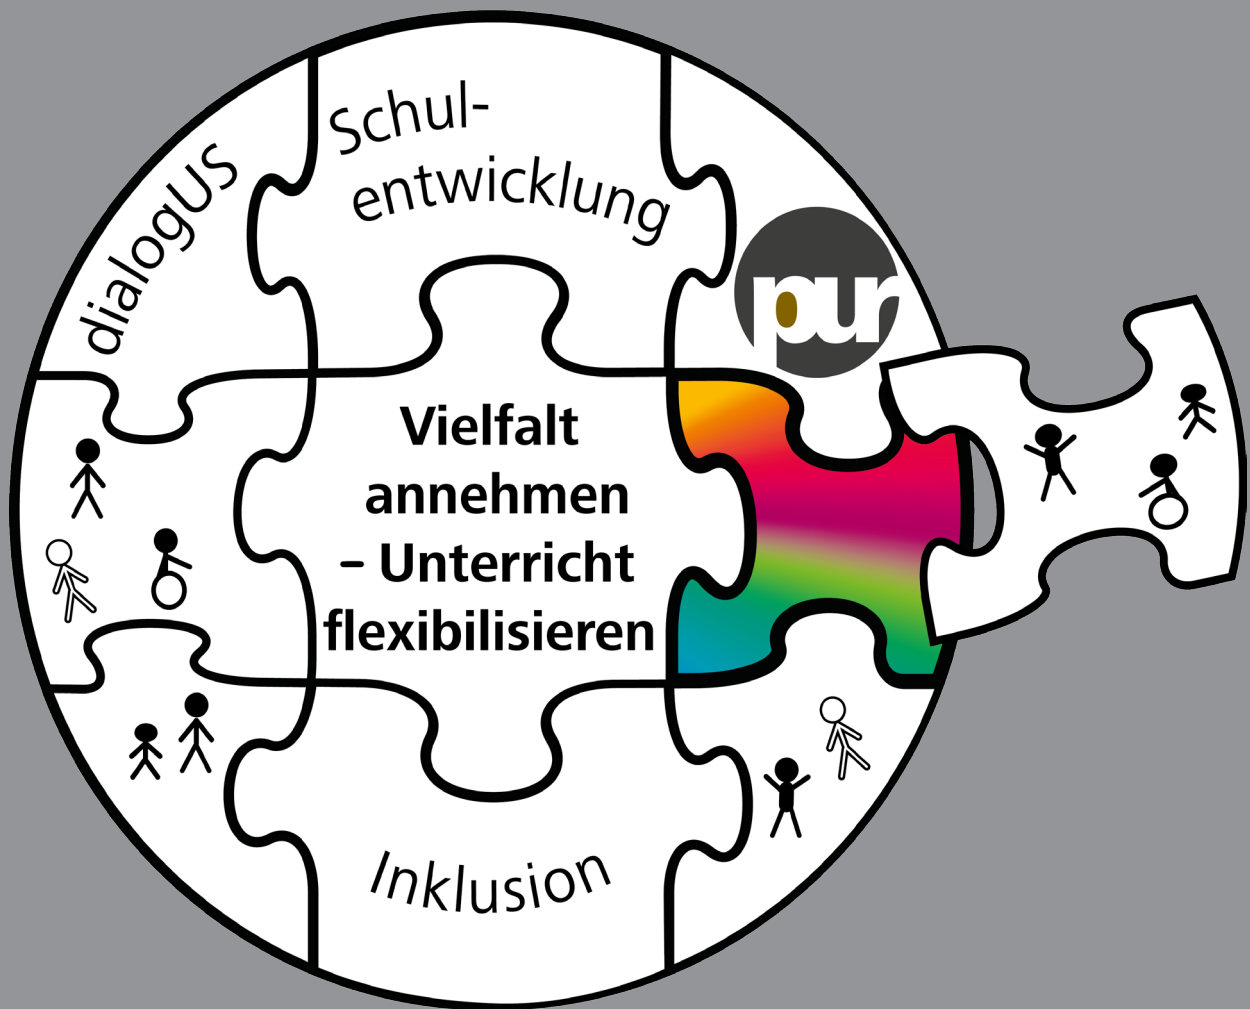 dialogUS
Schul-
entwicklung
pur
Vielfalt
annehmen
– Unterricht
flexibilisieren
Inklusion